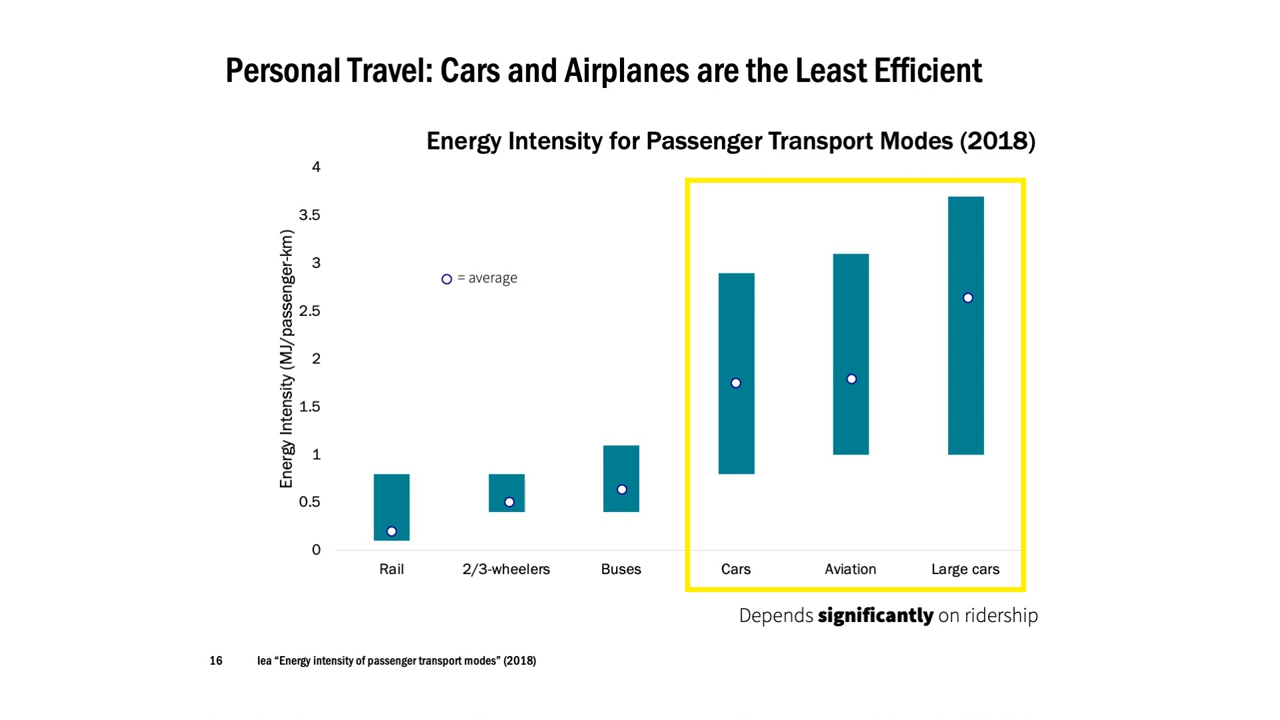 Personal Travel: Cars and Airplanes are the Least Efficient
Energy Intensity for Passenger Transport Modes (2018)
Energy Intensity (MJ/passenger-km)
4
3.5
3
2.5
2
1.5
1
0.5
0
= average
Rail
2/3-wheelers
Buses
Cars
Aviation
Large cars
Depends significantly on ridership
16
Iea “Energy intensity of passenger transport modes” (2018)